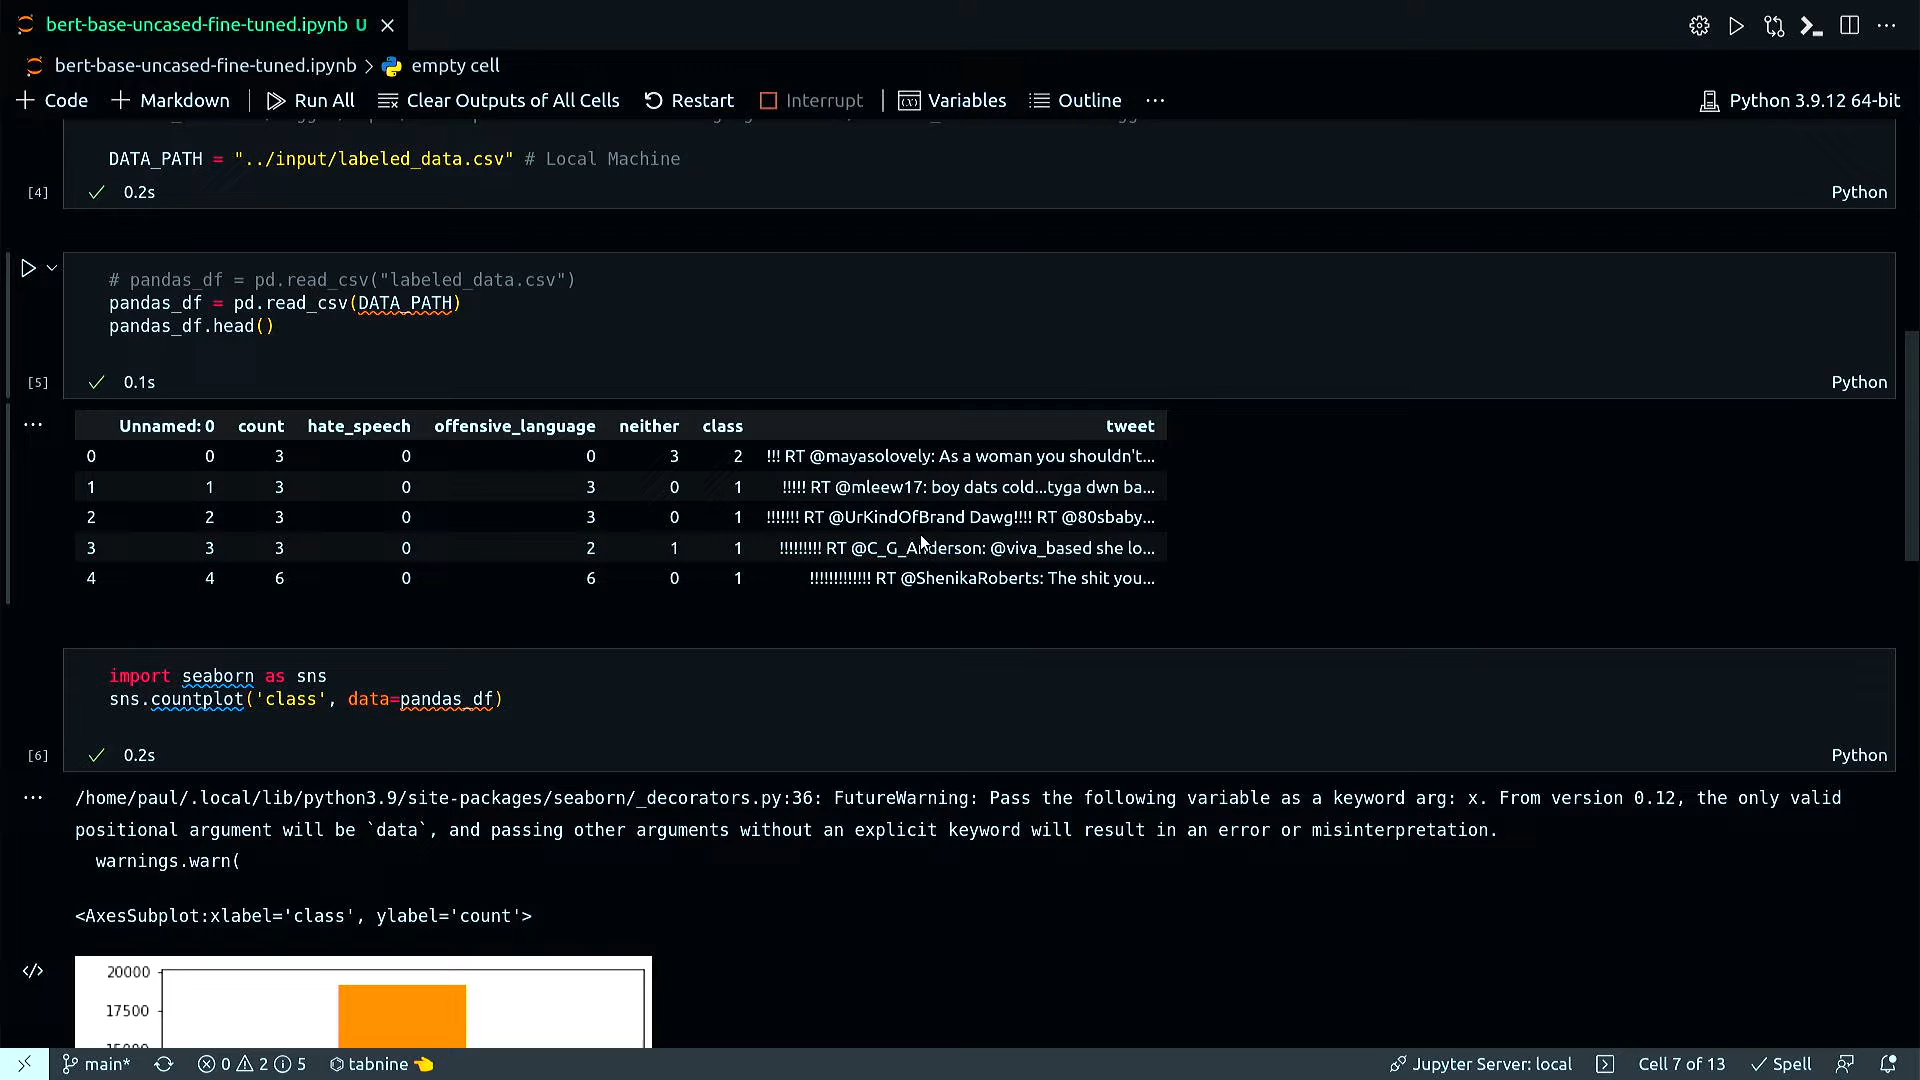 bert-base-uncased-fine-tuned.ipynb U
bert-base-uncased-fine-tuned.ipynb > empty cell
+ Code + Markdown Run All Clear Outputs of All Cells Restart Interrupt Variables Outline ... Python 3.9.12 64-bit
DATA_PATH = "../input/labeled_data.csv" # Local Machine
[4] 0.2s Python
# pandas_df = pd.read_csv("labeled_data.csv")
pandas_df = pd.read_csv(DATA_PATH)
pandas_df.head()
[5] 0.1s Python
Unnamed: 0 count hate_speech offensive_language neither class tweet
0 0 3 0 0 3 2 !!! RT @mayasolovely: As a woman you shouldn't...
1 1 3 0 3 0 1 !!!!! RT @mleew17: boy dats cold...tyga dwn ba...
2 2 3 0 3 0 1 !!!!!!! RT @UrKindOfBrand Dawg!!!! RT @80sbaby...
3 3 3 0 2 1 1 !!!!!!!!! RT @C_G_Anderson: @viva_based she lo...
4 4 6 0 6 0 1 !!!!!!!!!!!!! RT @ShenikaRoberts: The shit you...
import seaborn as sns
sns.countplot('class', data=pandas_df)
[6] 0.2s Python
/home/paul/.local/lib/python3.9/site-packages/seaborn/_decorators.py:36: FutureWarning: Pass the following variable as a keyword arg: x. From version 0.12, the only valid
positional argument will be `data`, and passing other arguments without an explicit keyword will result in an error or misinterpretation.
warnings.warn(
<AxesSubplot:xlabel='class', ylabel='count'>
20000
17500
main* 0 2 5 tabnine Jupyter Server: local Cell 7 of 13 Spell